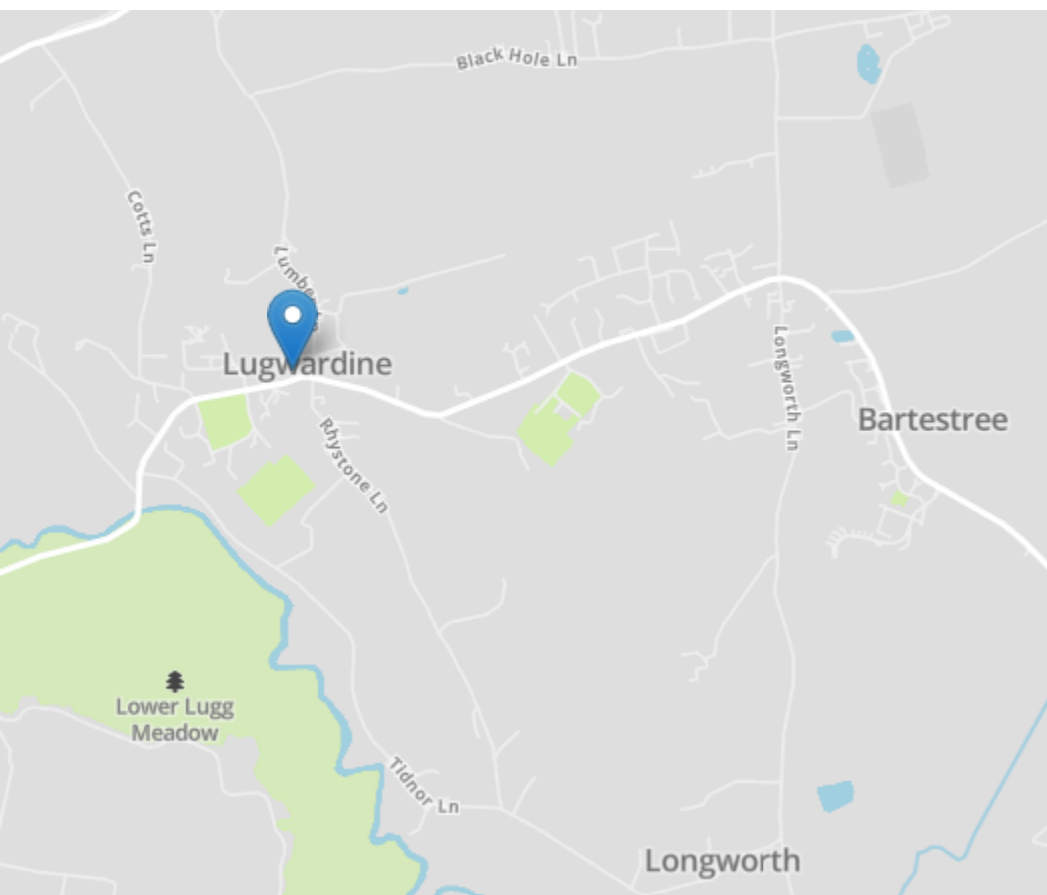 Black Hole Ln
Cotts Ln
Lugwardine
Longworth Ln
Bartestree
Rhystone Ln
Lower Lugg
Meadow
Tidnor Ln
Longworth